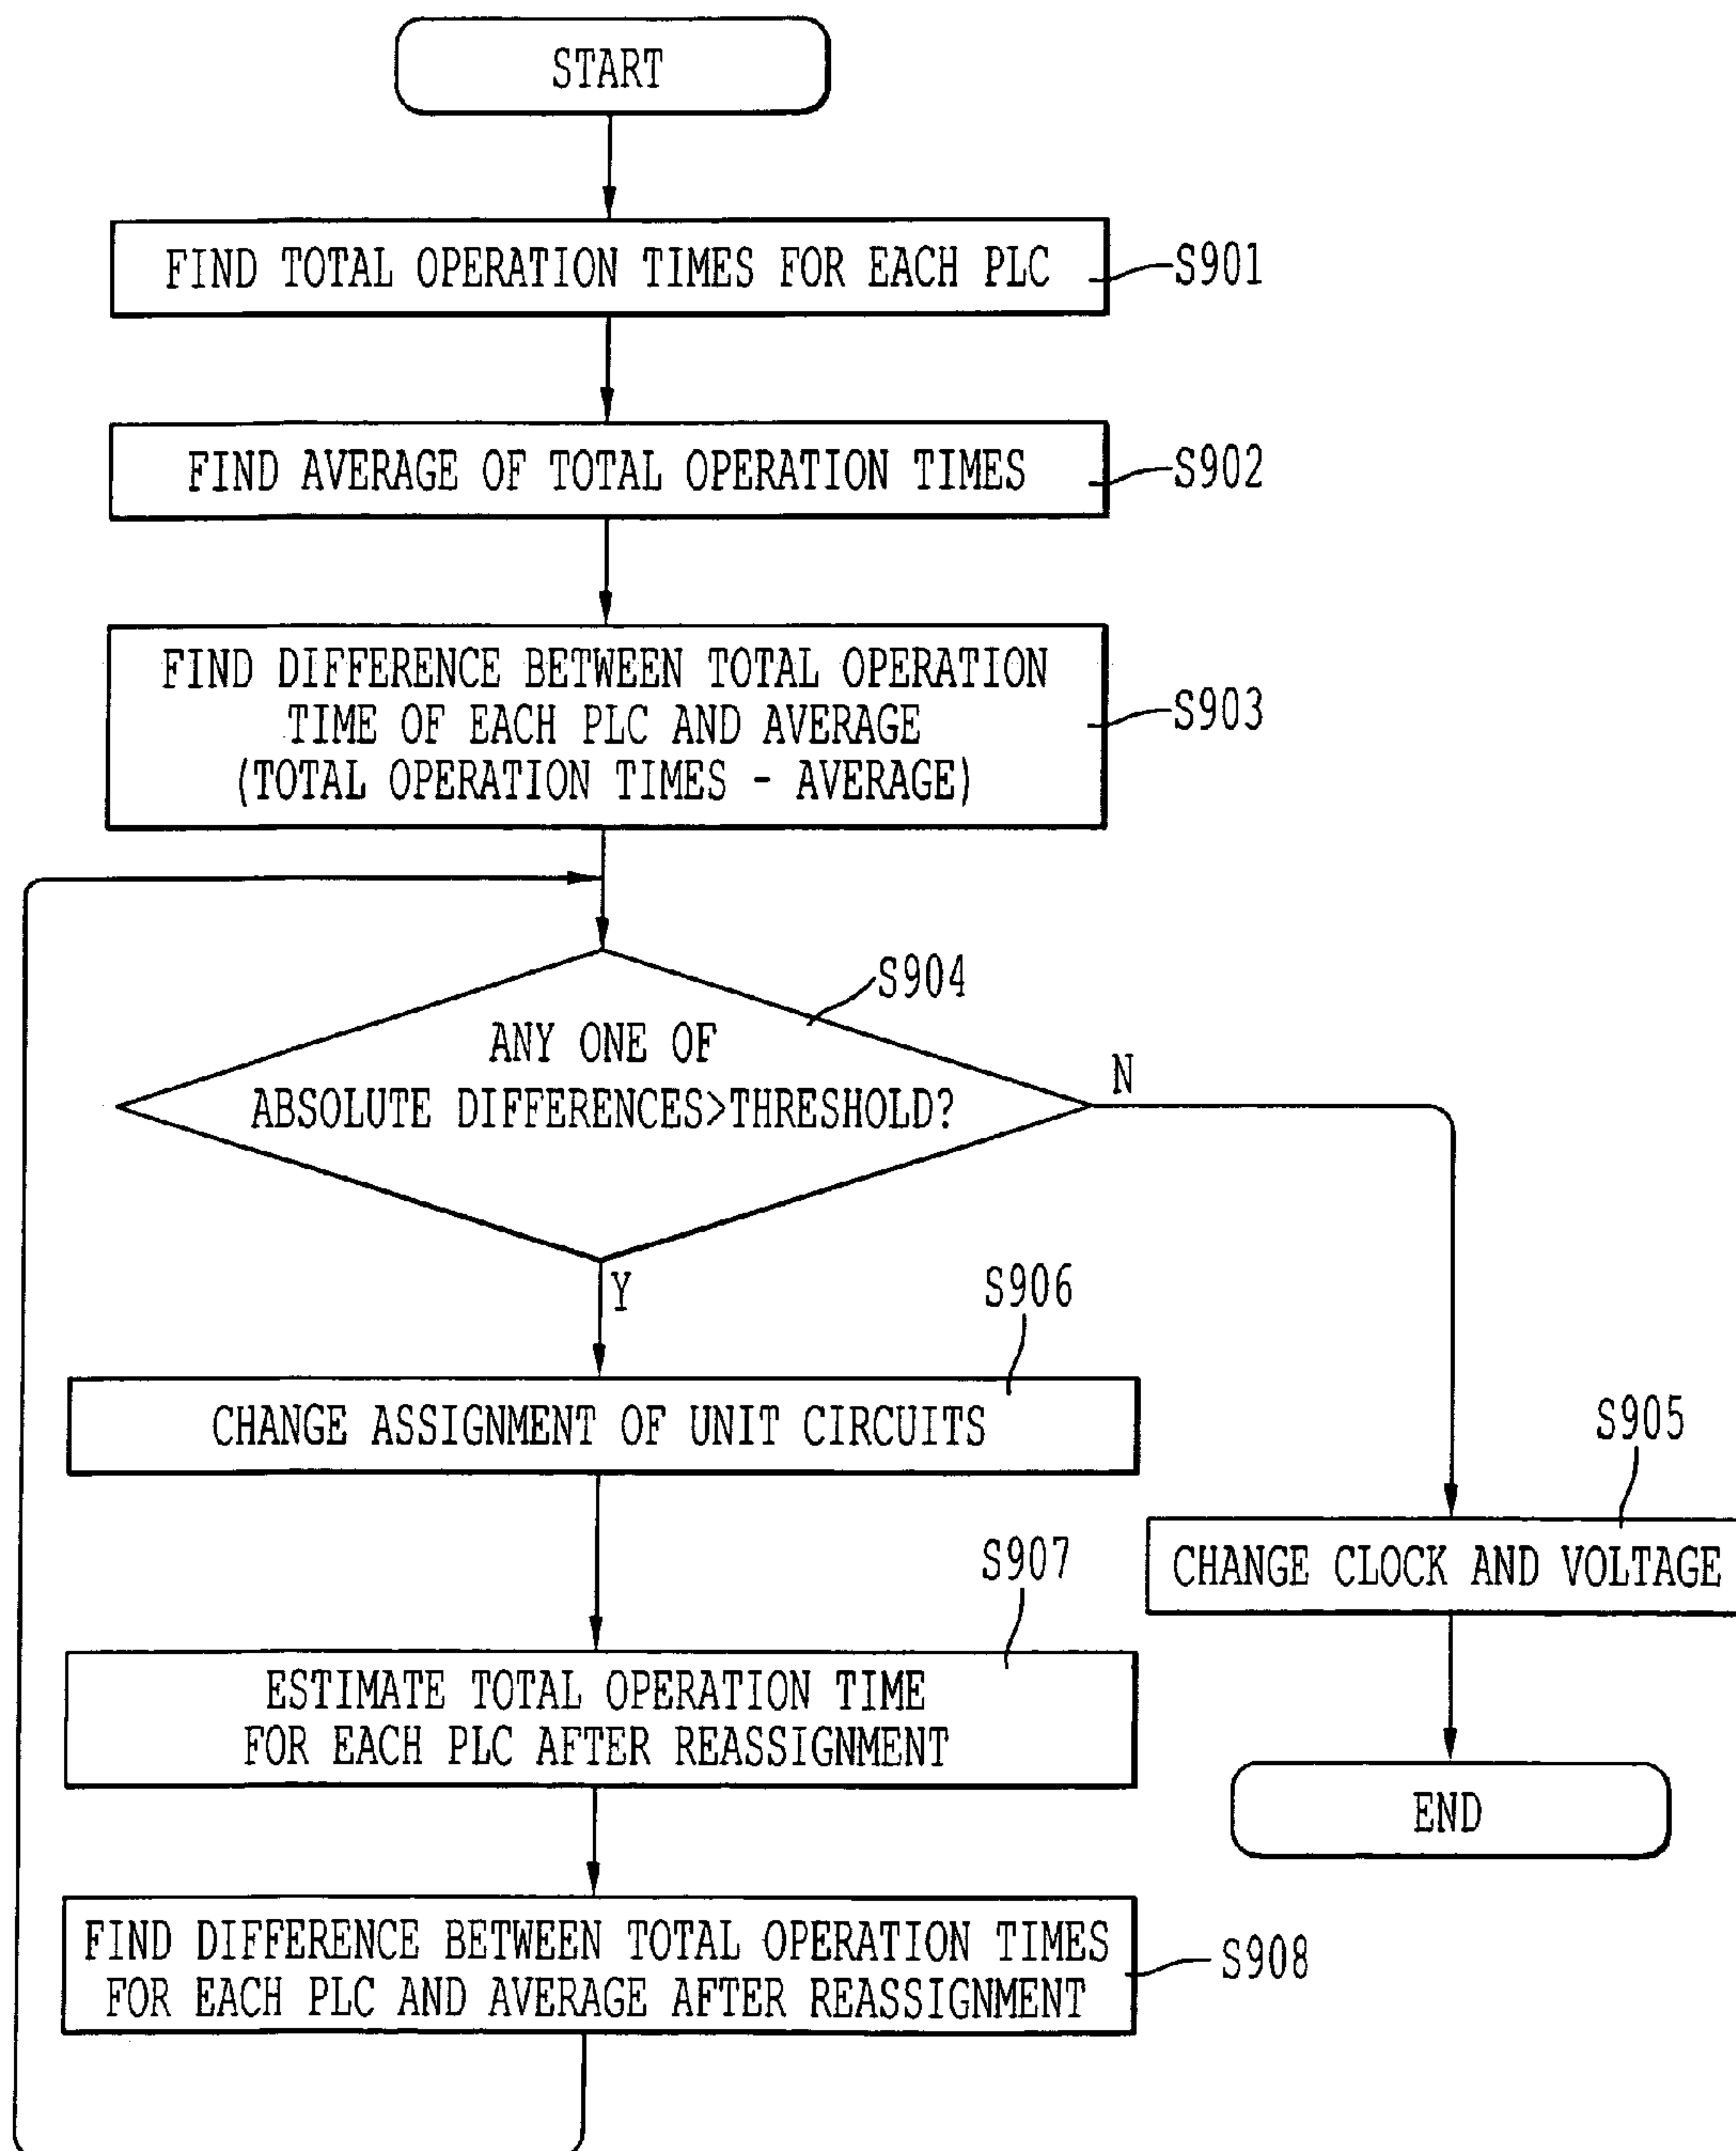 START
FIND TOTAL OPERATION TIMES FOR EACH PLC
S901
FIND AVERAGE OF TOTAL OPERATION TIMES
S902
FIND DIFFERENCE BETWEEN TOTAL OPERATION
TIME OF EACH PLC AND AVERAGE
(TOTAL OPERATION TIMES - AVERAGE)
S903
S904
ANY ONE OF
ABSOLUTE DIFFERENCES>THRESHOLD?
N
Y
S906
CHANGE ASSIGNMENT OF UNIT CIRCUITS
S905
CHANGE CLOCK AND VOLTAGE
S907
ESTIMATE TOTAL OPERATION TIME
FOR EACH PLC AFTER REASSIGNMENT
END
FIND DIFFERENCE BETWEEN TOTAL OPERATION TIMES
FOR EACH PLC AND AVERAGE AFTER REASSIGNMENT
S908